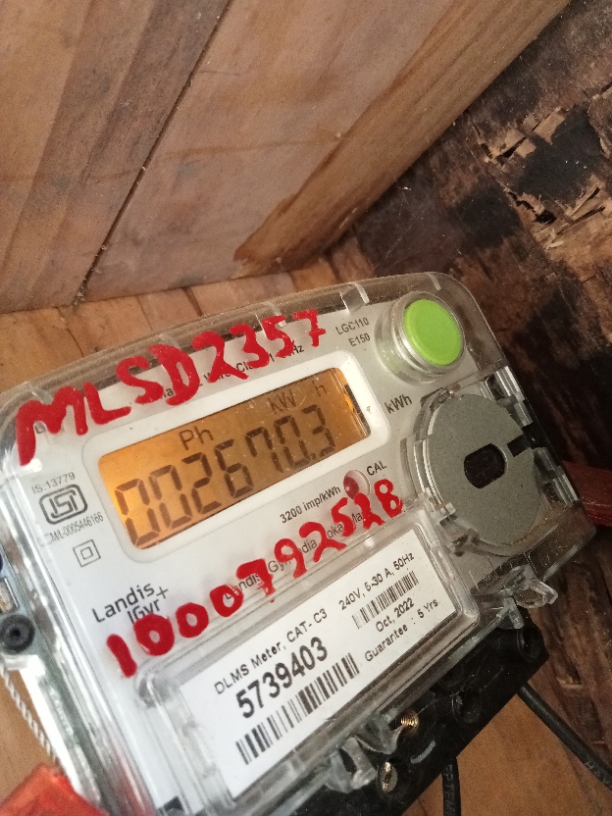 MLSD2357
LGC110
E150
Ph kW h
002670.3
kWh
IS.13779
CAL
3200 imp/kWh
1000792528
Landis
Gyr+
DLMS Meter, CAT- C3
240V, 5-30 A, 50Hz
5739403
Oct, 2022
Guarantee : 5 Yrs